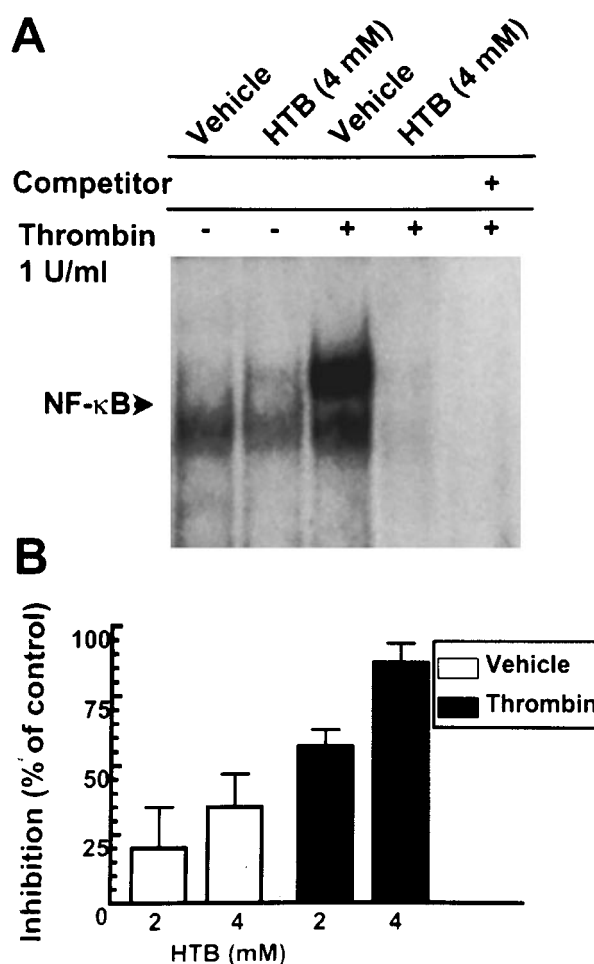 A
Vehicle
HTB (4 mM)
Vehicle
HTB (4 mM)
Competitor +
Thrombin - - + + +
1 U/ml
NF-κB
B
Inhibition (% of control)
100
75
50
25
0
2 4 2 4
HTB (mM)
Vehicle
Thrombin